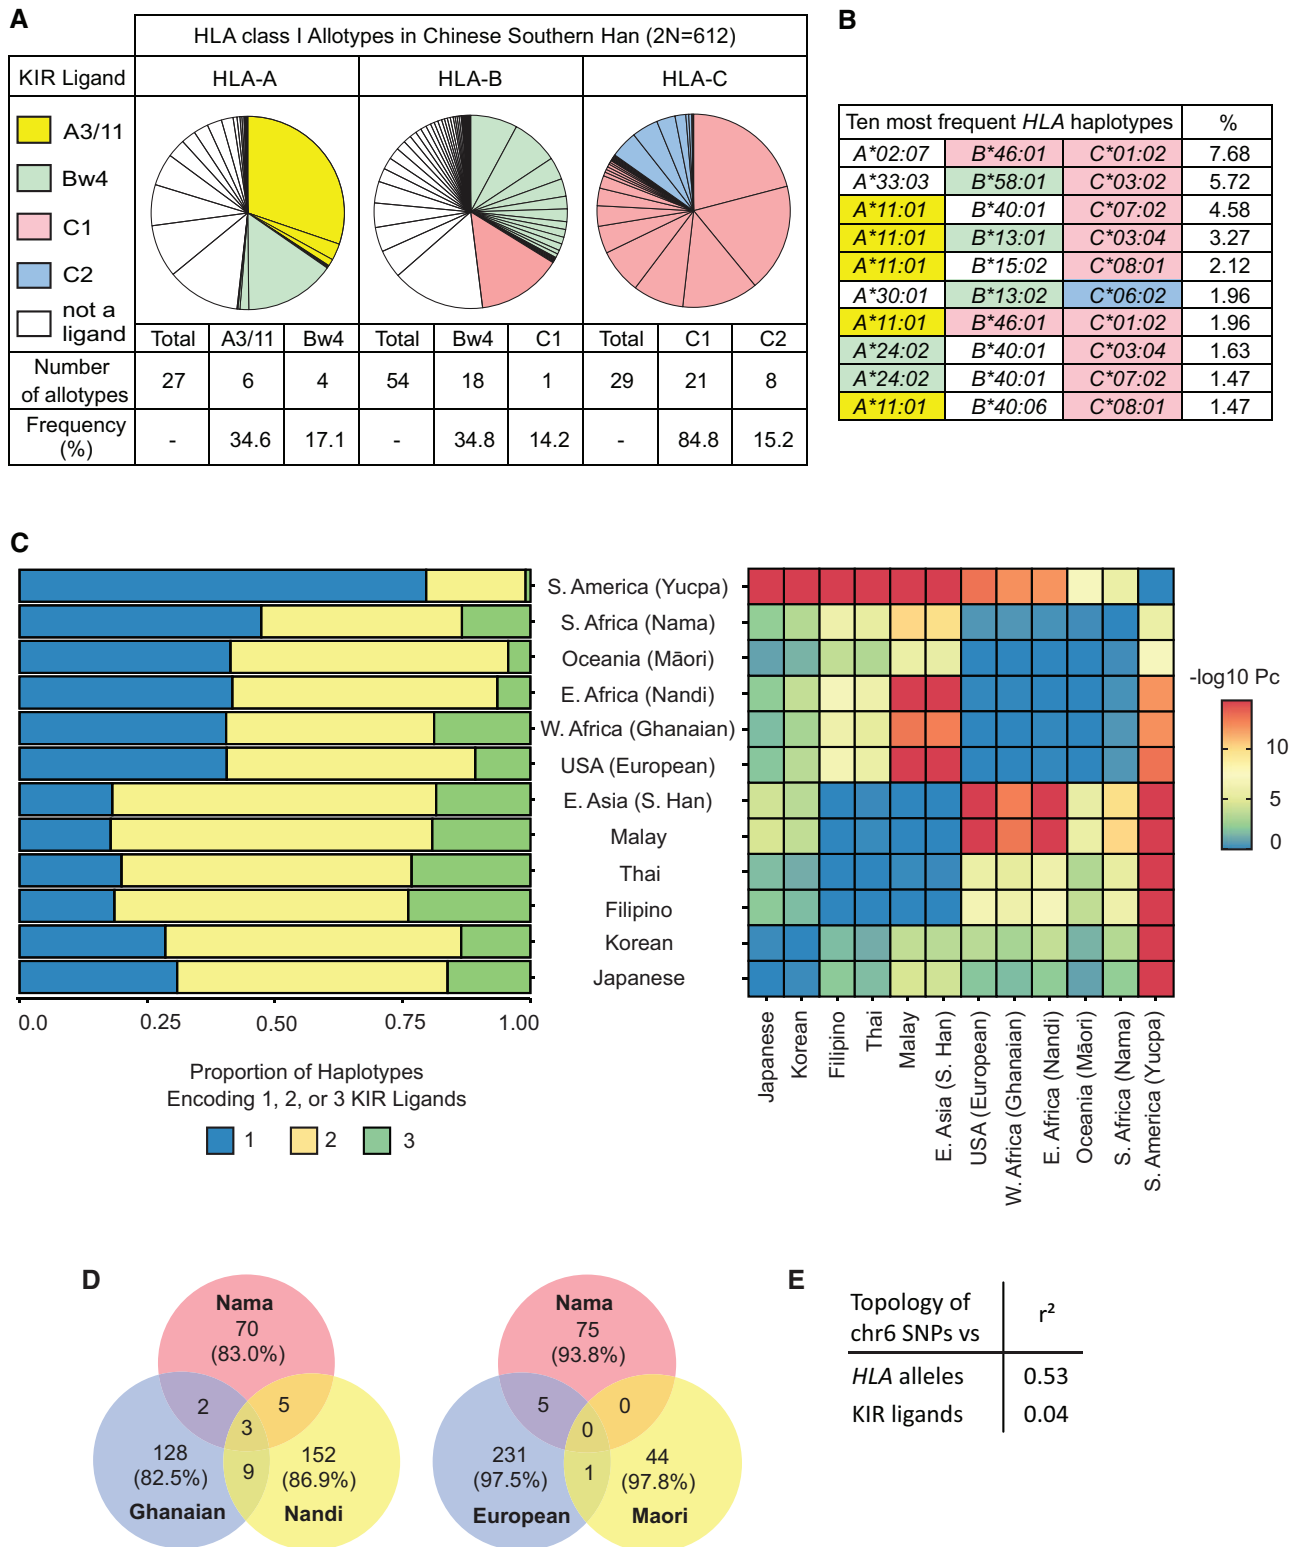 A
HLA class I Allotypes in Chinese Southern Han (2N=612)
KIR Ligand HLA-A HLA-B HLA-C
A3/11
Bw4
C1
C2
not a
ligand
Total A3/11 Bw4 Total Bw4 C1 Total C1 C2
Number
of allotypes
27 6 4 54 18 1 29 21 8
Frequency
(%)
- 34.6 17.1 - 34.8 14.2 - 84.8 15.2
B
Ten most frequent HLA haplotypes %
A*02:07 B*46:01 C*01:02 7.68
A*33:03 B*58:01 C*03:02 5.72
A*11:01 B*40:01 C*07:02 4.58
A*11:01 B*13:01 C*03:04 3.27
A*11:01 B*15:02 C*08:01 2.12
A*30:01 B*13:02 C*06:02 1.96
A*11:01 B*46:01 C*01:02 1.96
A*24:02 B*40:01 C*03:04 1.63
A*24:02 B*40:01 C*07:02 1.47
A*11:01 B*40:06 C*08:01 1.47
C
S. America (Yucpa)
S. Africa (Nama)
Oceania (Māori)
E. Africa (Nandi)
W. Africa (Ghanaian)
USA (European)
E. Asia (S. Han)
Malay
Thai
Filipino
Korean
Japanese
0.0 0.25 0.50 0.75 1.00
Proportion of Haplotypes
Encoding 1, 2, or 3 KIR Ligands
1 2 3
-log10 Pc
10
5
0
Japanese
Korean
Filipino
Thai
Malay
E. Asia (S. Han)
USA (European)
W. Africa (Ghanaian)
E. Africa (Nandi)
Oceania (Māori)
S. Africa (Nama)
S. America (Yucpa)
D
Nama
70
(83.0%)
2
5
3
128
(82.5%)
9
152
(86.9%)
Ghanaian
Nandi
Nama
75
(93.8%)
5
0
0
231
(97.5%)
1
44
(97.8%)
European
Maori
E
Topology of
chr6 SNPs vs
r²
HLA alleles 0.53
KIR ligands 0.04